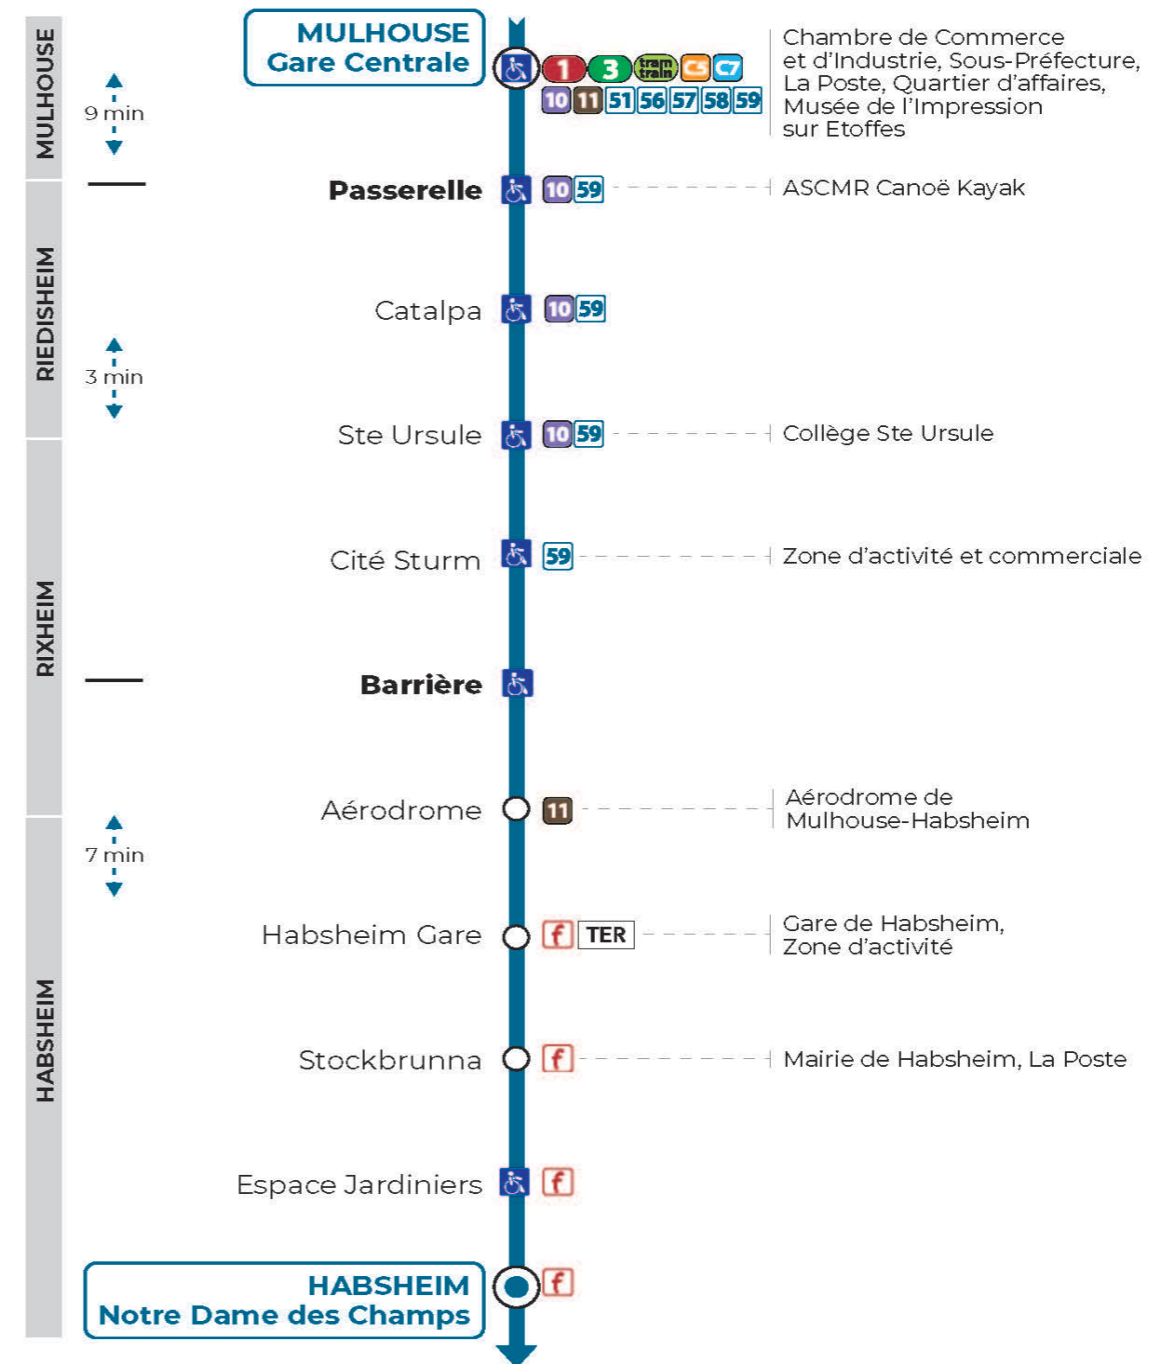 MULHOUSE
Gare Centrale
1 3 tram train C5 C7
10 11 51 56 57 58 59
Chambre de Commerce
et d'Industrie, Sous-Préfecture,
La Poste, Quartier d'affaires,
Musée de l'Impression
sur Etoffes
MULHOUSE
9 min
Passerelle
10 59
ASCMR Canoë Kayak
RIEDISHEIM
Catalpa
10 59
3 min
Ste Ursule
10 59
Collège Ste Ursule
RIXHEIM
Cité Sturm
59
Zone d'activité et commerciale
Barrière
Aérodrome
11
Aérodrome de
Mulhouse-Habsheim
7 min
HABSHEIM
Habsheim Gare
f TER
Gare de Habsheim,
Zone d'activité
Stockbrunna
f
Mairie de Habsheim, La Poste
Espace Jardiniers
f
HABSHEIM
Notre Dame des Champs
f